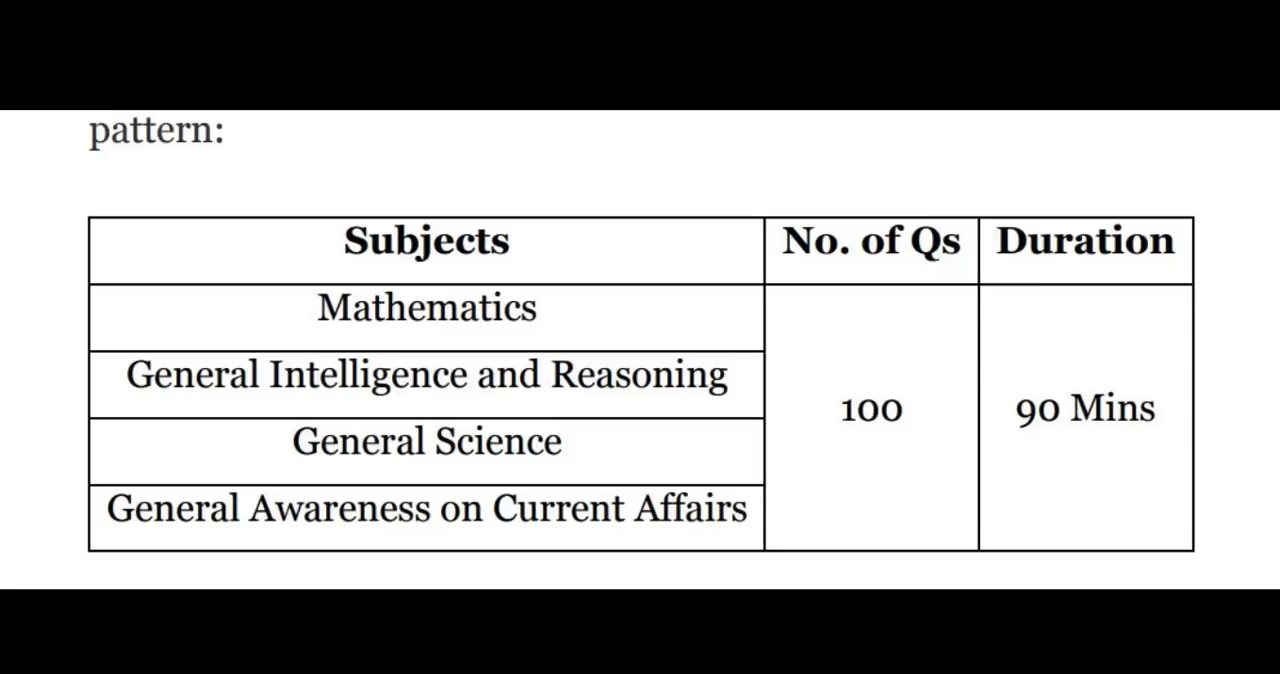 pattern:
Subjects No. of Qs Duration
Mathematics
General Intelligence and Reasoning
100 90 Mins
General Science
General Awareness on Current Affairs